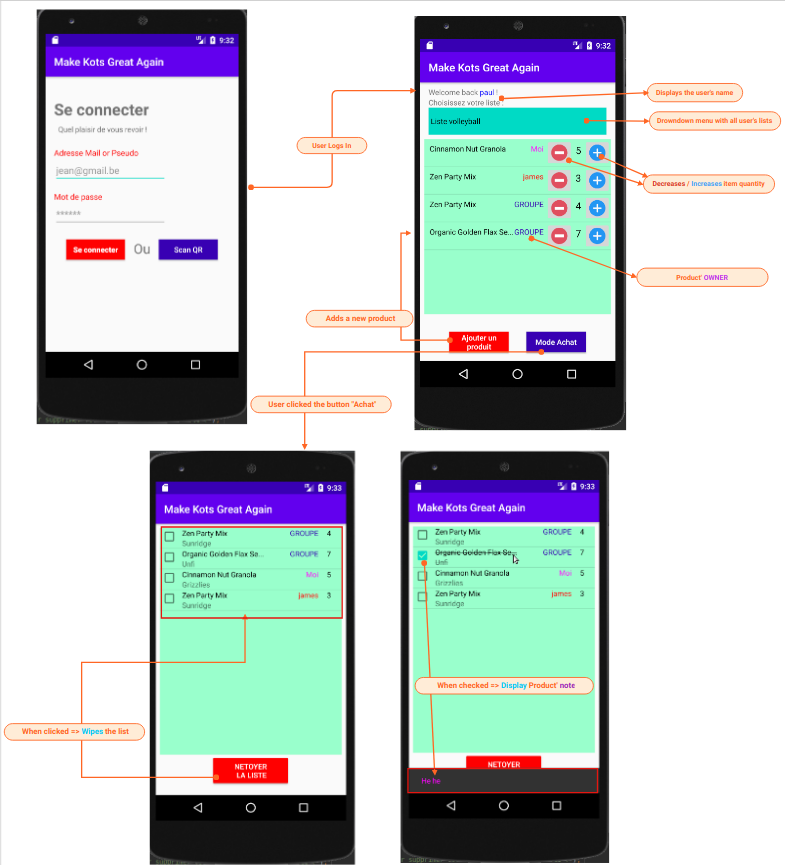 9:32
Make Kots Great Again
Se connecter
Quel plaisir de vous revoir !
Adresse Mail or Pseudo
jean@gmail.be
Mot de passe
******
Se connecter
Ou
Scan QR
User Logs In
9:32
Make Kots Great Again
Welcome back paul !
Choisissez votre liste
Liste volleyball
Cinnamon Nut Granola Moi 5
Zen Party Mix james 3
Zen Party Mix GROUPE 4
Organic Golden Flax Se... GROUPE 7
Ajouter un
produit
Mode Achat
Displays the user's name
Drowndown menu with all user's lists
Decreases / Increases item quantity
Product' OWNER
Adds a new product
User clicked the button "Achat"
9:33
Make Kots Great Again
Zen Party Mix GROUPE 4
Sunridge
Organic Golden Flax Se... GROUPE 7
Unfi
Cinnamon Nut Granola Moi 5
Grizzlies
Zen Party Mix james 3
Sunridge
NETOYER
LA LISTE
When clicked => Wipes the list
9:33
Make Kots Great Again
Zen Party Mix GROUPE 4
Sunridge
Organic Golden Flax Se... GROUPE 7
Unfi
Cinnamon Nut Granola Moi 5
Grizzlies
Zen Party Mix james 3
Sunridge
When checked => Display Product' note
NETOYER
He he